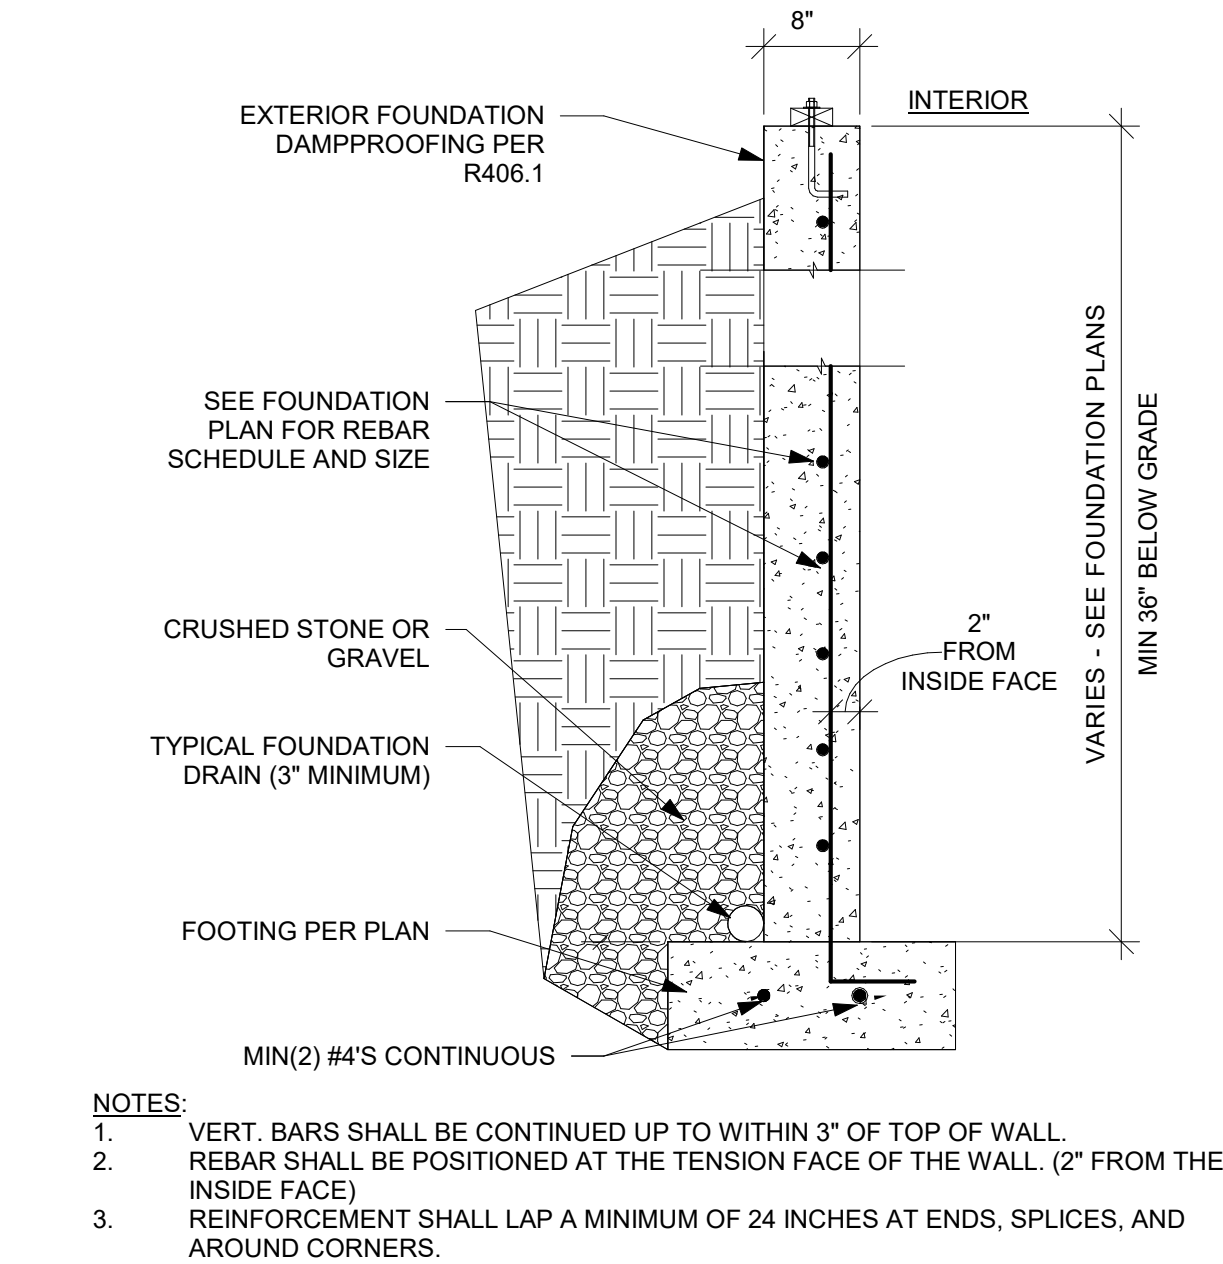 8"
INTERIOR
EXTERIOR FOUNDATION
DAMPPROOFING PER
R406.1
SEE FOUNDATION
PLAN FOR REBAR
SCHEDULE AND SIZE
VARIES - SEE FOUNDATION PLANS
MIN 36" BELOW GRADE
CRUSHED STONE OR
GRAVEL
2"
FROM
INSIDE FACE
TYPICAL FOUNDATION
DRAIN (3" MINIMUM)
FOOTING PER PLAN
MIN(2) #4'S CONTINUOUS
NOTES:
1. VERT. BARS SHALL BE CONTINUED UP TO WITHIN 3" OF TOP OF WALL.
2. REBAR SHALL BE POSITIONED AT THE TENSION FACE OF THE WALL. (2" FROM THE
INSIDE FACE)
3. REINFORCEMENT SHALL LAP A MINIMUM OF 24 INCHES AT ENDS, SPLICES, AND
AROUND CORNERS.